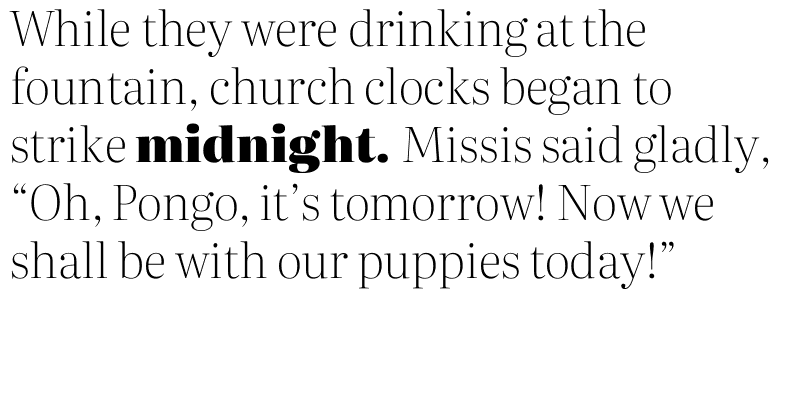 While they were drinking at the
fountain, church clocks began to
strike midnight. Missis said gladly,
“Oh, Pongo, it’s tomorrow! Now we
shall be with our puppies today!”